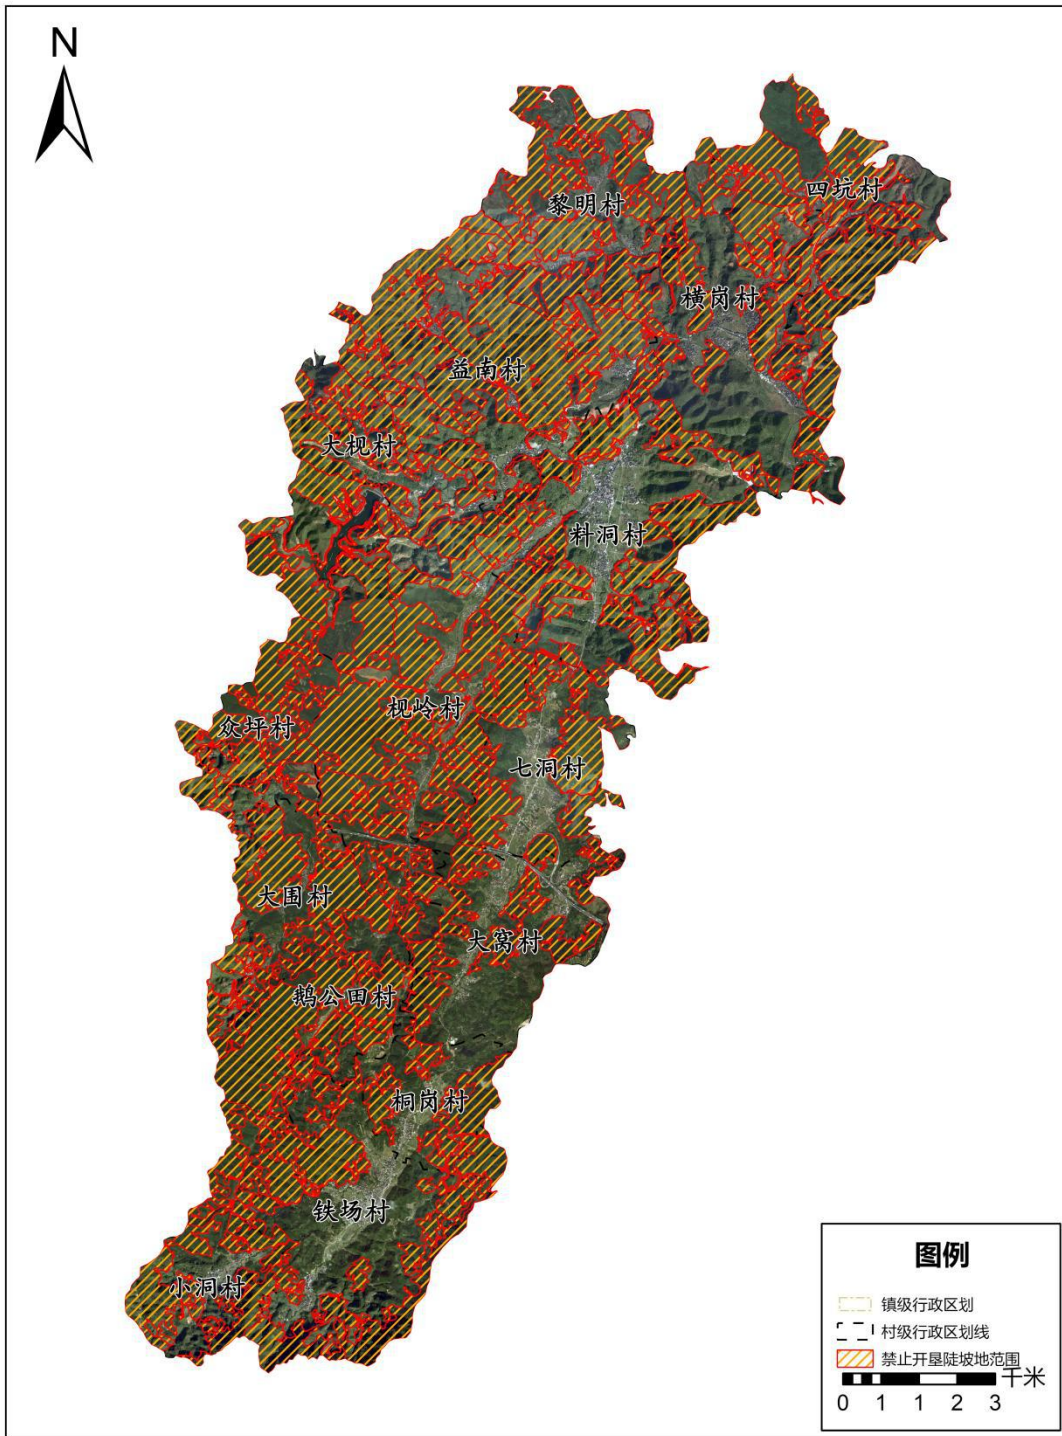 N
四坑村
黎明村
横岗村
益南村
大枧村
料洞村
枧岭村
众坪村
七洞村
大围村
大窝村
鹅公田村
桐岗村
铁场村
小洞村
图例
镇级行政区划
村级行政区划线
禁止开垦陡坡地范围
千米
0 1 1 2 3